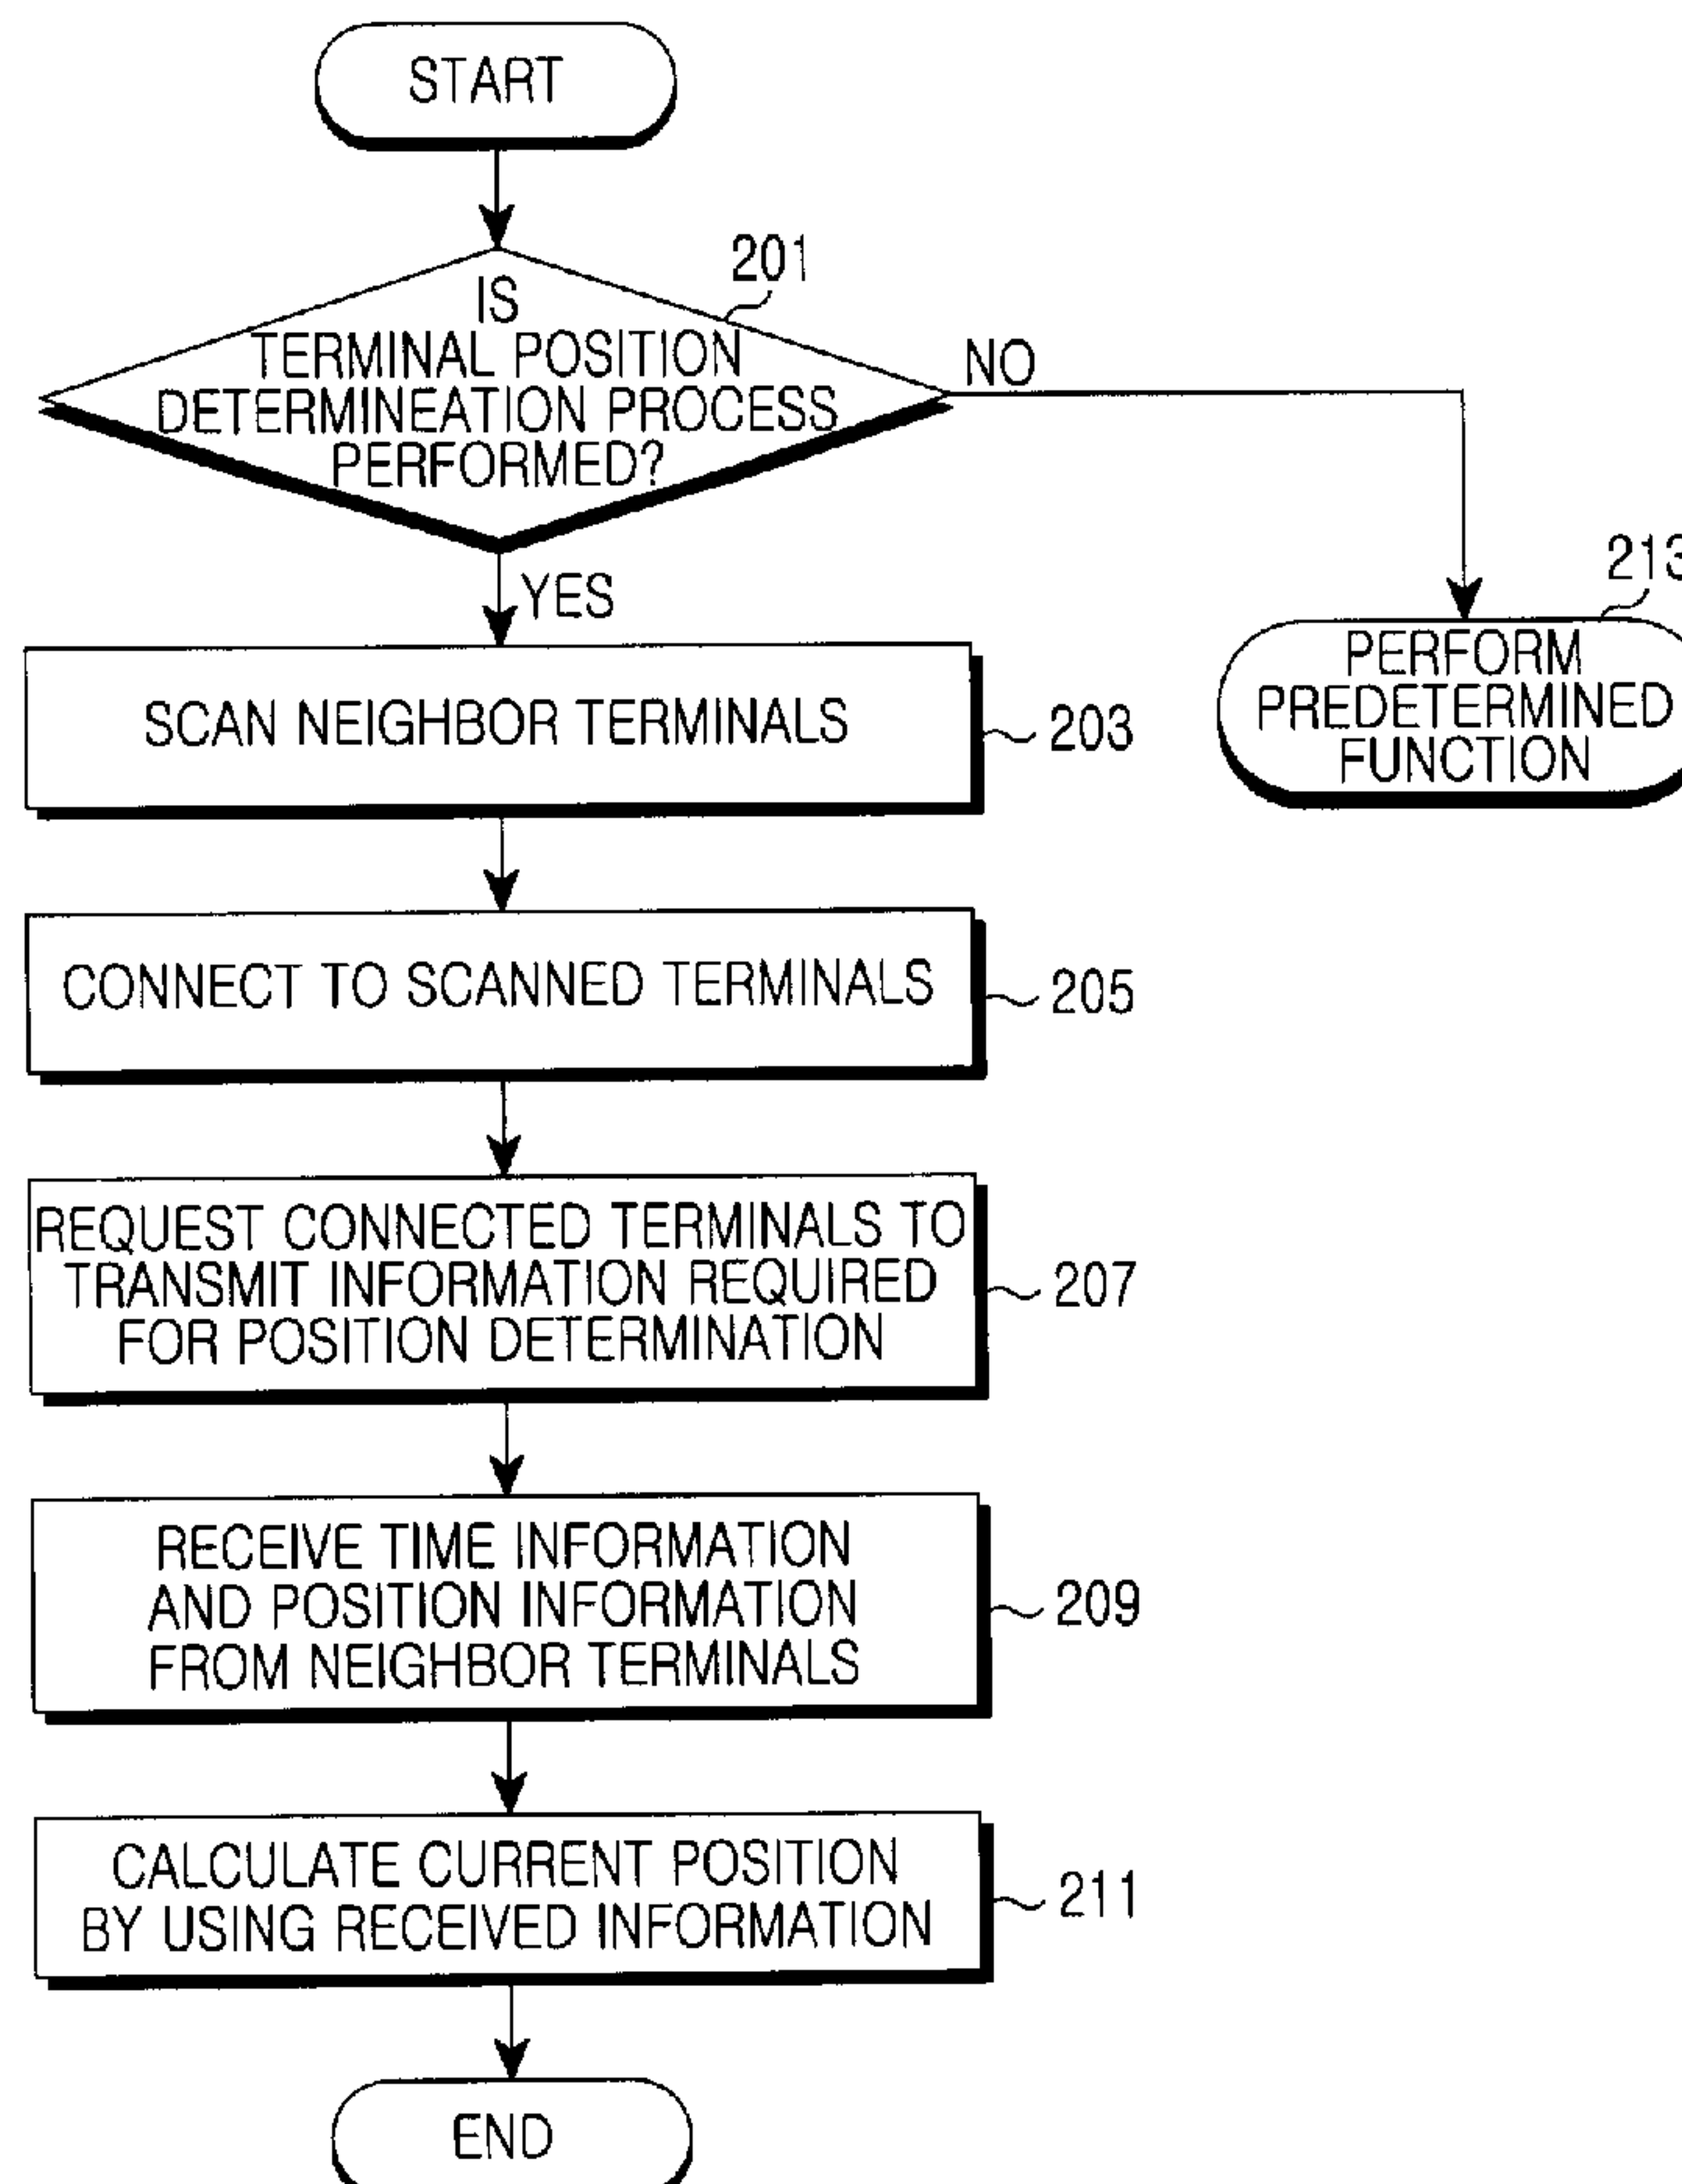 START
201
IS
TERMINAL POSITION
DETERMINEATION PROCESS
PERFORMED?
NO
YES
213
PERFORM
PREDETERMINED
FUNCTION
SCAN NEIGHBOR TERMINALS
203
CONNECT TO SCANNED TERMINALS
205
REQUEST CONNECTED TERMINALS TO
TRANSMIT INFORMATION REQUIRED
FOR POSITION DETERMINATION
207
RECEIVE TIME INFORMATION
AND POSITION INFORMATION
FROM NEIGHBOR TERMINALS
209
CALCULATE CURRENT POSITION
BY USING RECEIVED INFORMATION
211
END